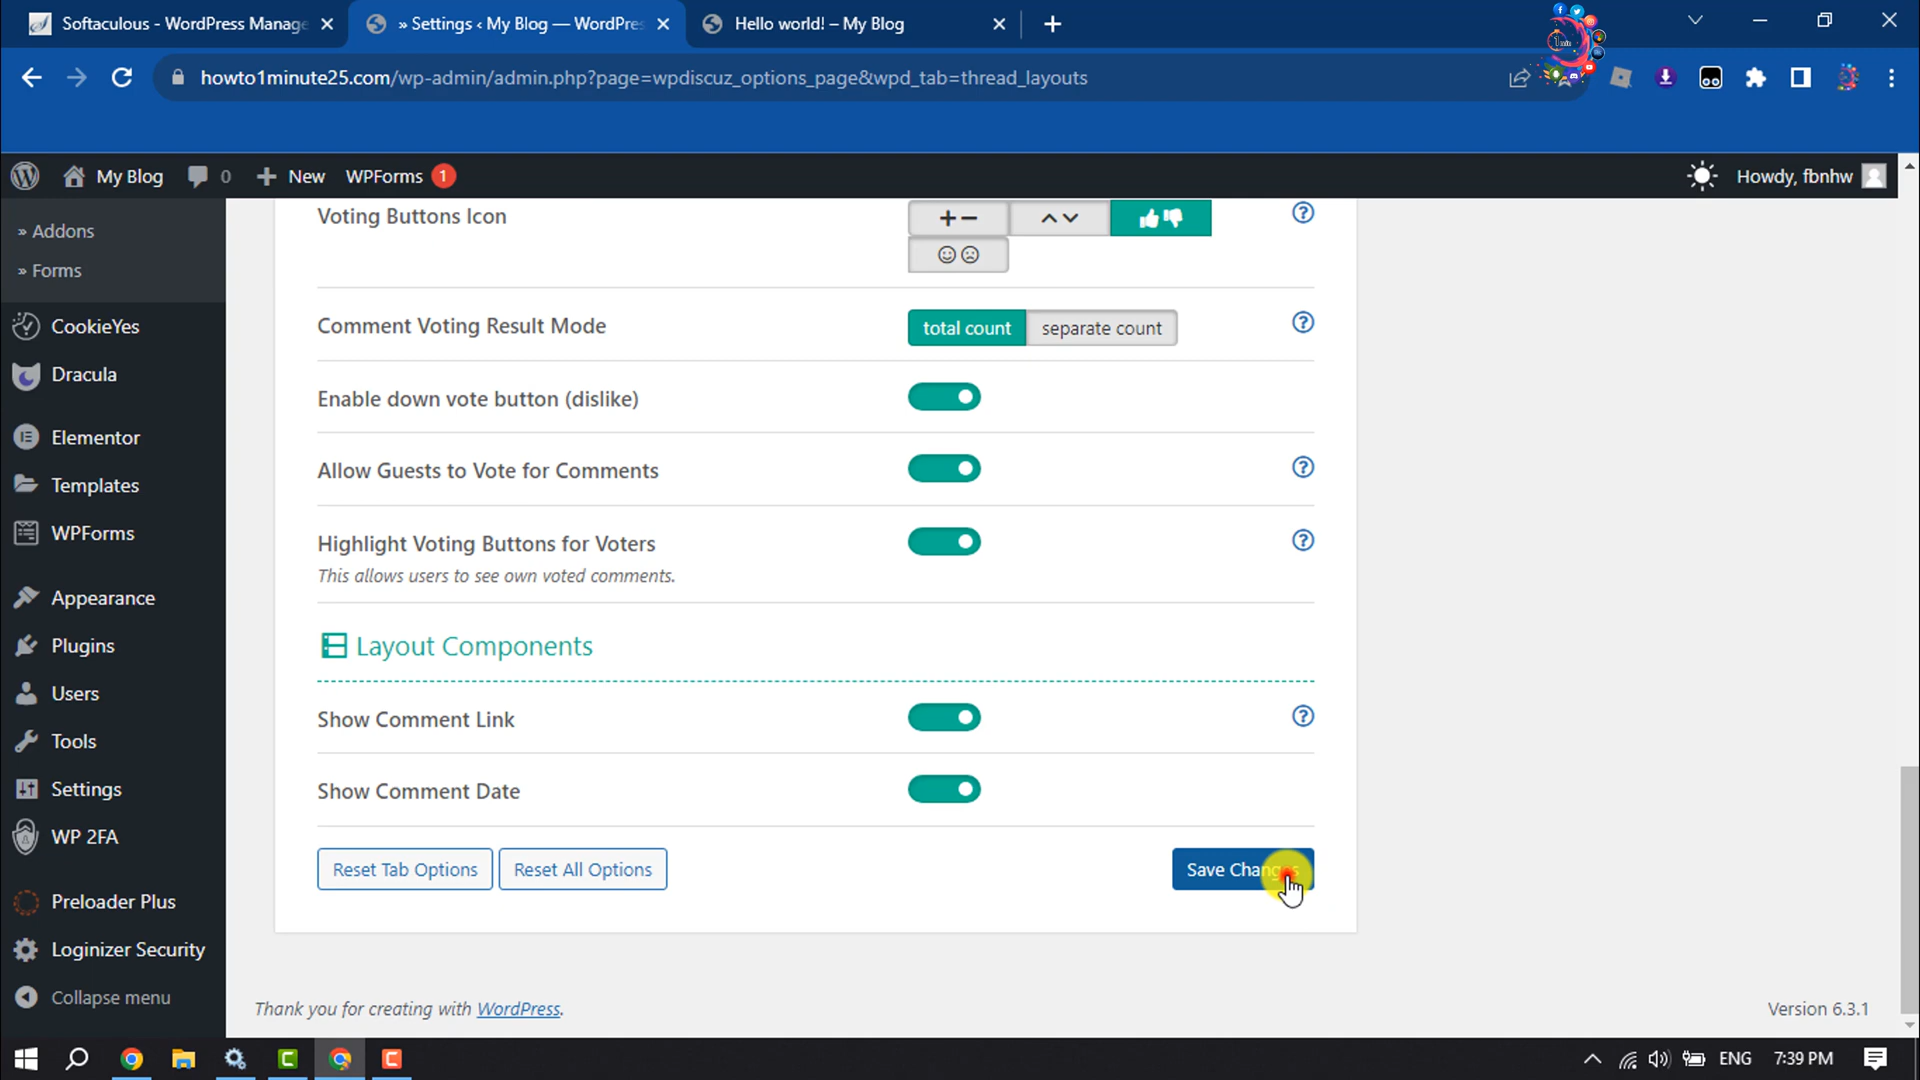 Softaculous - WordPress Manage
» Settings ‹ My Blog — WordPres
Hello world! – My Blog
howto1minute25.com/wp-admin/admin.php?page=wpdiscuz_options_page&wpd_tab=thread_layouts
My Blog
0
New
WPForms
1
Howdy, fbnhw
» Addons
» Forms
CookieYes
Dracula
Elementor
Templates
WPForms
Appearance
Plugins
Users
Tools
Settings
WP 2FA
Preloader Plus
Loginizer Security
Collapse menu
Voting Buttons Icon
Comment Voting Result Mode
total count
separate count
Enable down vote button (dislike)
Allow Guests to Vote for Comments
Highlight Voting Buttons for Voters
This allows users to see own voted comments.
Layout Components
Show Comment Link
Show Comment Date
Reset Tab Options
Reset All Options
Save Changes
Thank you for creating with WordPress.
Version 6.3.1
ENG
7:39 PM